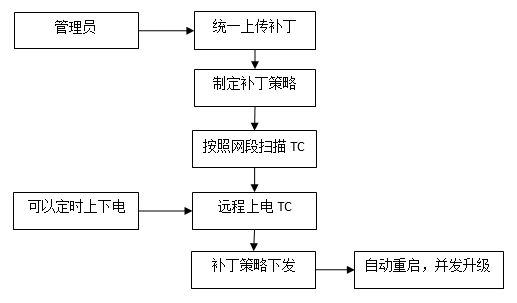 管理员
统一上传补丁
制定补丁策略
按照网段扫描 TC
可以定时上下电
远程上电 TC
补丁策略下发
自动重启，并发升级